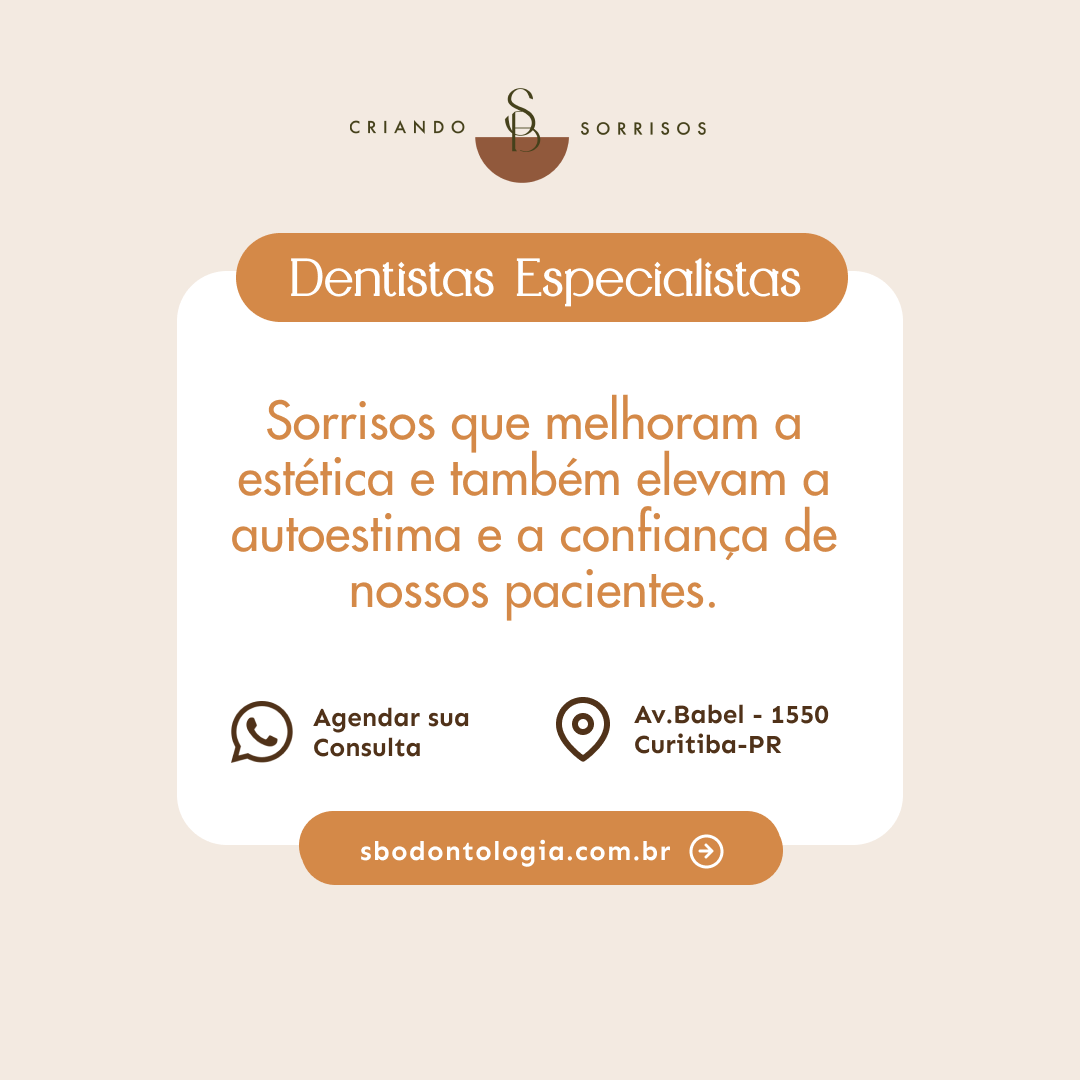 CRIANDO SB SORRISOS
Dentistas Especialistas
Sorrisos que melhoram a
estética e também elevam a
autoestima e a confiança de
nossos pacientes.
Agendar sua
Consulta
Av.Babel - 1550
Curitiba-PR
sbodontologia.com.br